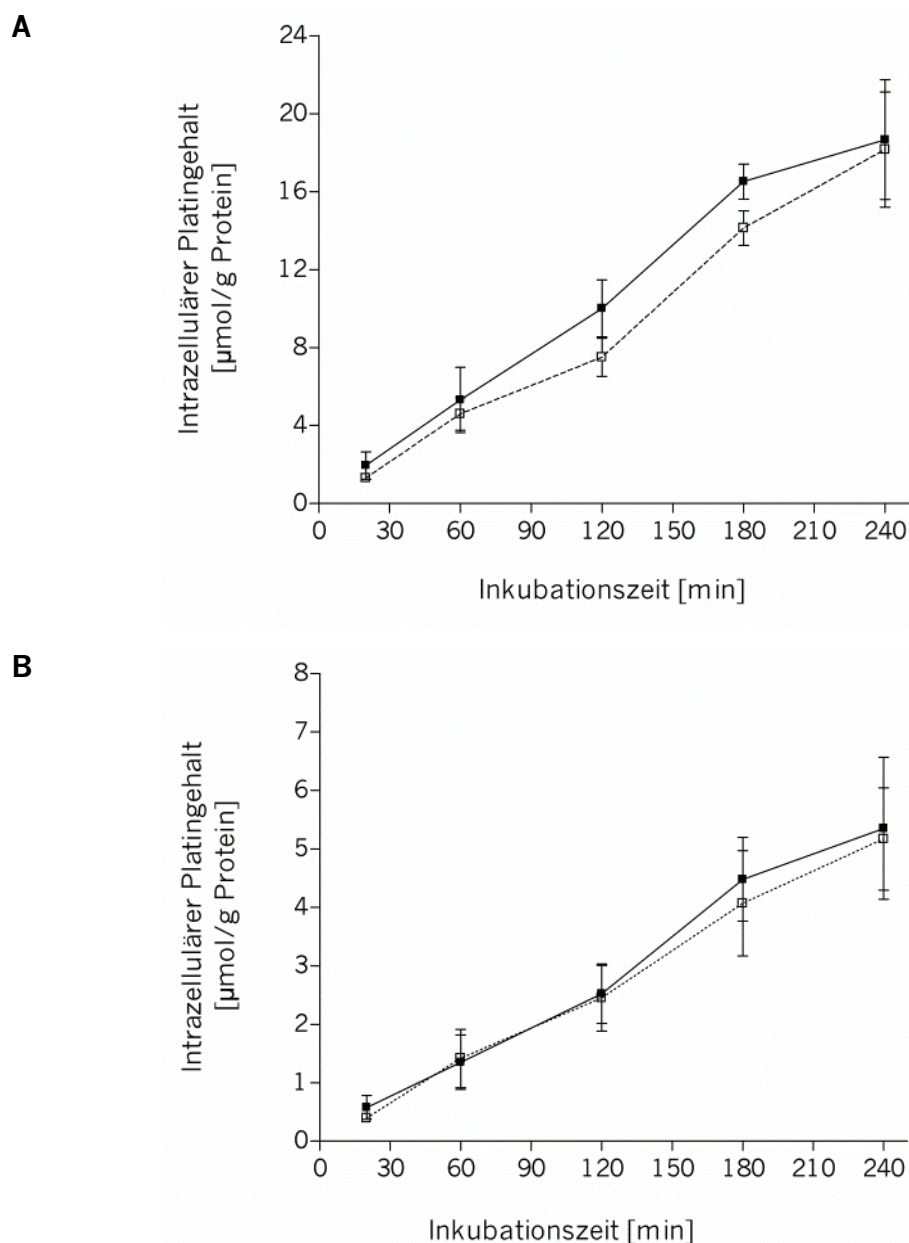 A
24
20
16
12
8
4
0
Intrazellulärer Platingehalt
[µmol/g Protein]
0 30 60 90 120 150 180 210 240
Inkubationszeit [min]
B
8
7
6
5
4
3
2
1
0
Intrazellulärer Platingehalt
[µmol/g Protein]
0 30 60 90 120 150 180 210 240
Inkubationszeit [min]